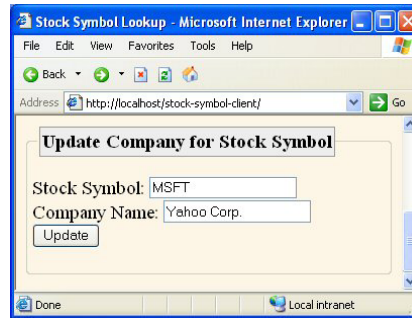 Stock Symbol Lookup - Microsoft Internet Explorer
File Edit View Favorites Tools Help
Back
Address http://localhost/stock-symbol-client/ Go
Update Company for Stock Symbol
Stock Symbol: MSFT
Company Name: Yahoo Corp.
Update
Done Local intranet